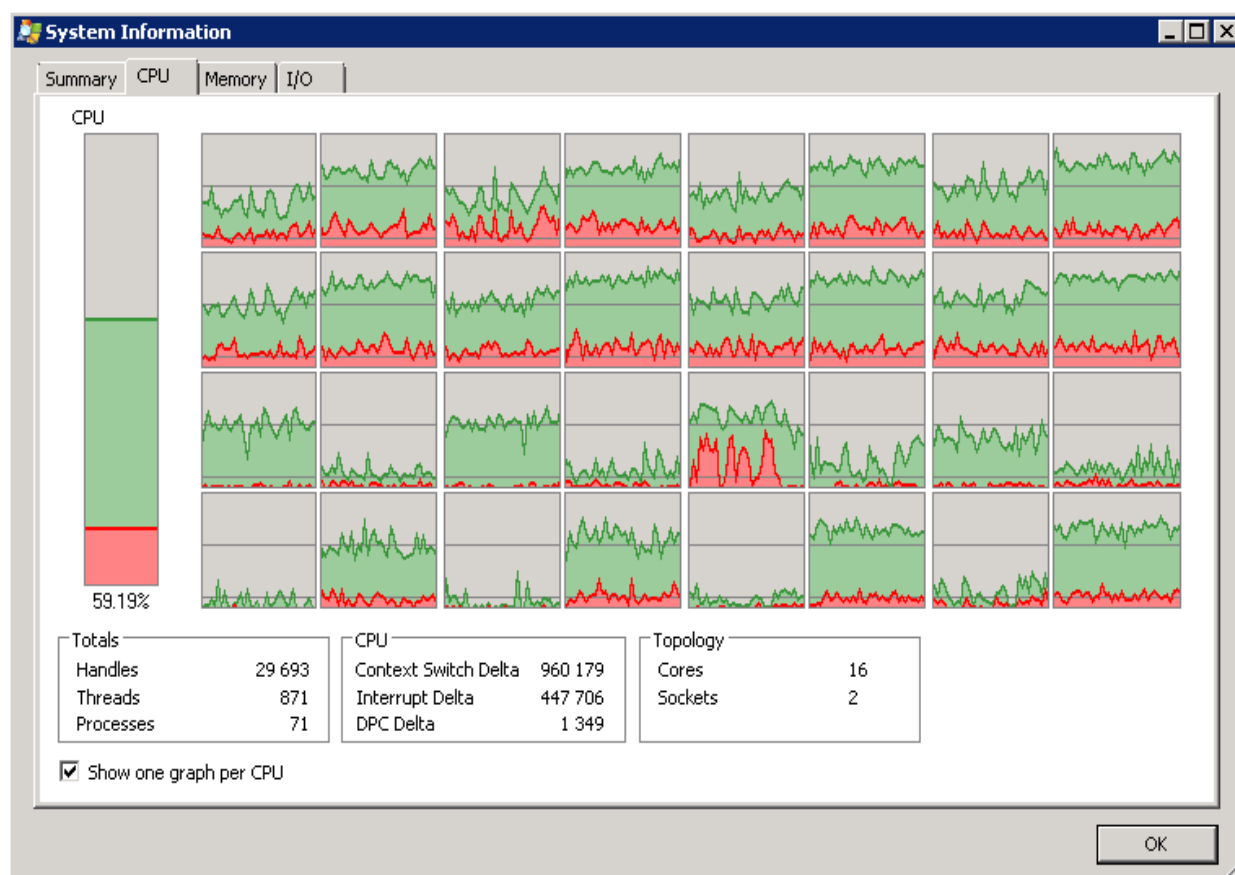 System Information
Summary CPU Memory I/O
CPU
59.19%
Totals CPU Topology
Handles 29 693 Context Switch Delta 960 179 Cores 16
Threads 871 Interrupt Delta 447 706 Sockets 2
Processes 71 DPC Delta 1 349
Show one graph per CPU
OK